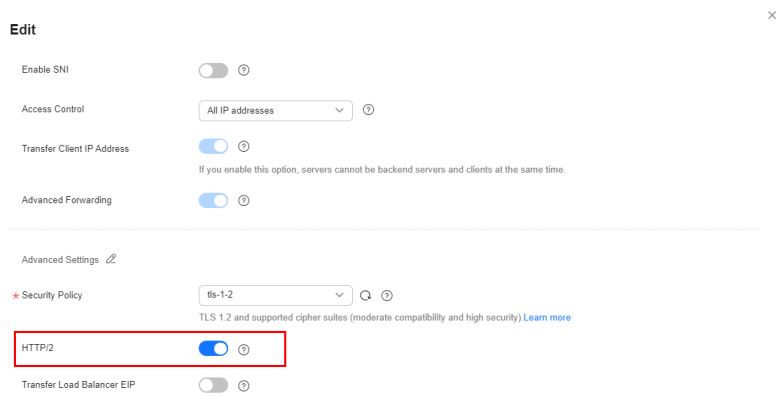 Edit
Enable SNI
Access Control
All IP addresses
Transfer Client IP Address
If you enable this option, servers cannot be backend servers and clients at the same time.
Advanced Forwarding
Advanced Settings
* Security Policy
tls-1-2
TLS 1.2 and supported cipher suites (moderate compatibility and high security).Learn more
HTTP/2
Transfer Load Balancer EIP